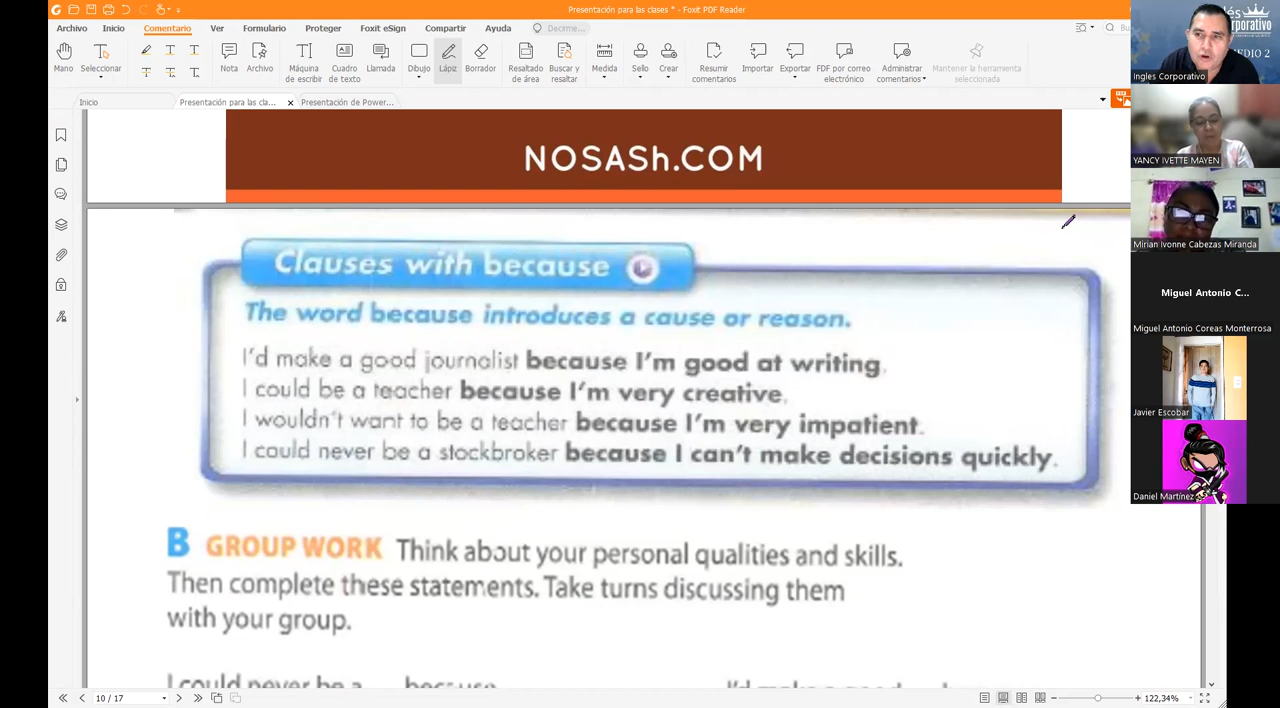 Presentación para las clases * - Foxit PDF Reader
Archivo Inicio Comentario Ver Formulario Proteger Foxit eSign Compartir Ayuda Decirme...
Mano
Seleccionar
Nota
Archivo
Máquina de escribir
Cuadro de texto
Llamada
Dibujo
Lápiz
Borrador
Resaltado de área
Buscar y resaltar
Medida
Sello
Crear
Resumir comentarios
Importar
Exportar
FDF por correo electrónico
Administrar comentarios
Mantener la herramienta seleccionada
Inicio
Presentación para las cla...
Presentación de Power...
NOSASh.COM
Clauses with because
The word because introduces a cause or reason.
I'd make a good journalist because I'm good at writing.
I could be a teacher because I'm very creative.
I wouldn't want to be a teacher because I'm very impatient.
I could never be a stockbroker because I can't make decisions quickly.
B GROUP WORK Think about your personal qualities and skills.
Then complete these statements. Take turns discussing them
with your group.
I could never be a because
10 / 17
122,34%
Ingles Corporativo
YANCY IVETTE MAYEN
Mirian Ivonne Cabezas Miranda
Miguel Antonio C...
Miguel Antonio Coreas Monterrosa
Javier Escobar
Daniel Martínez